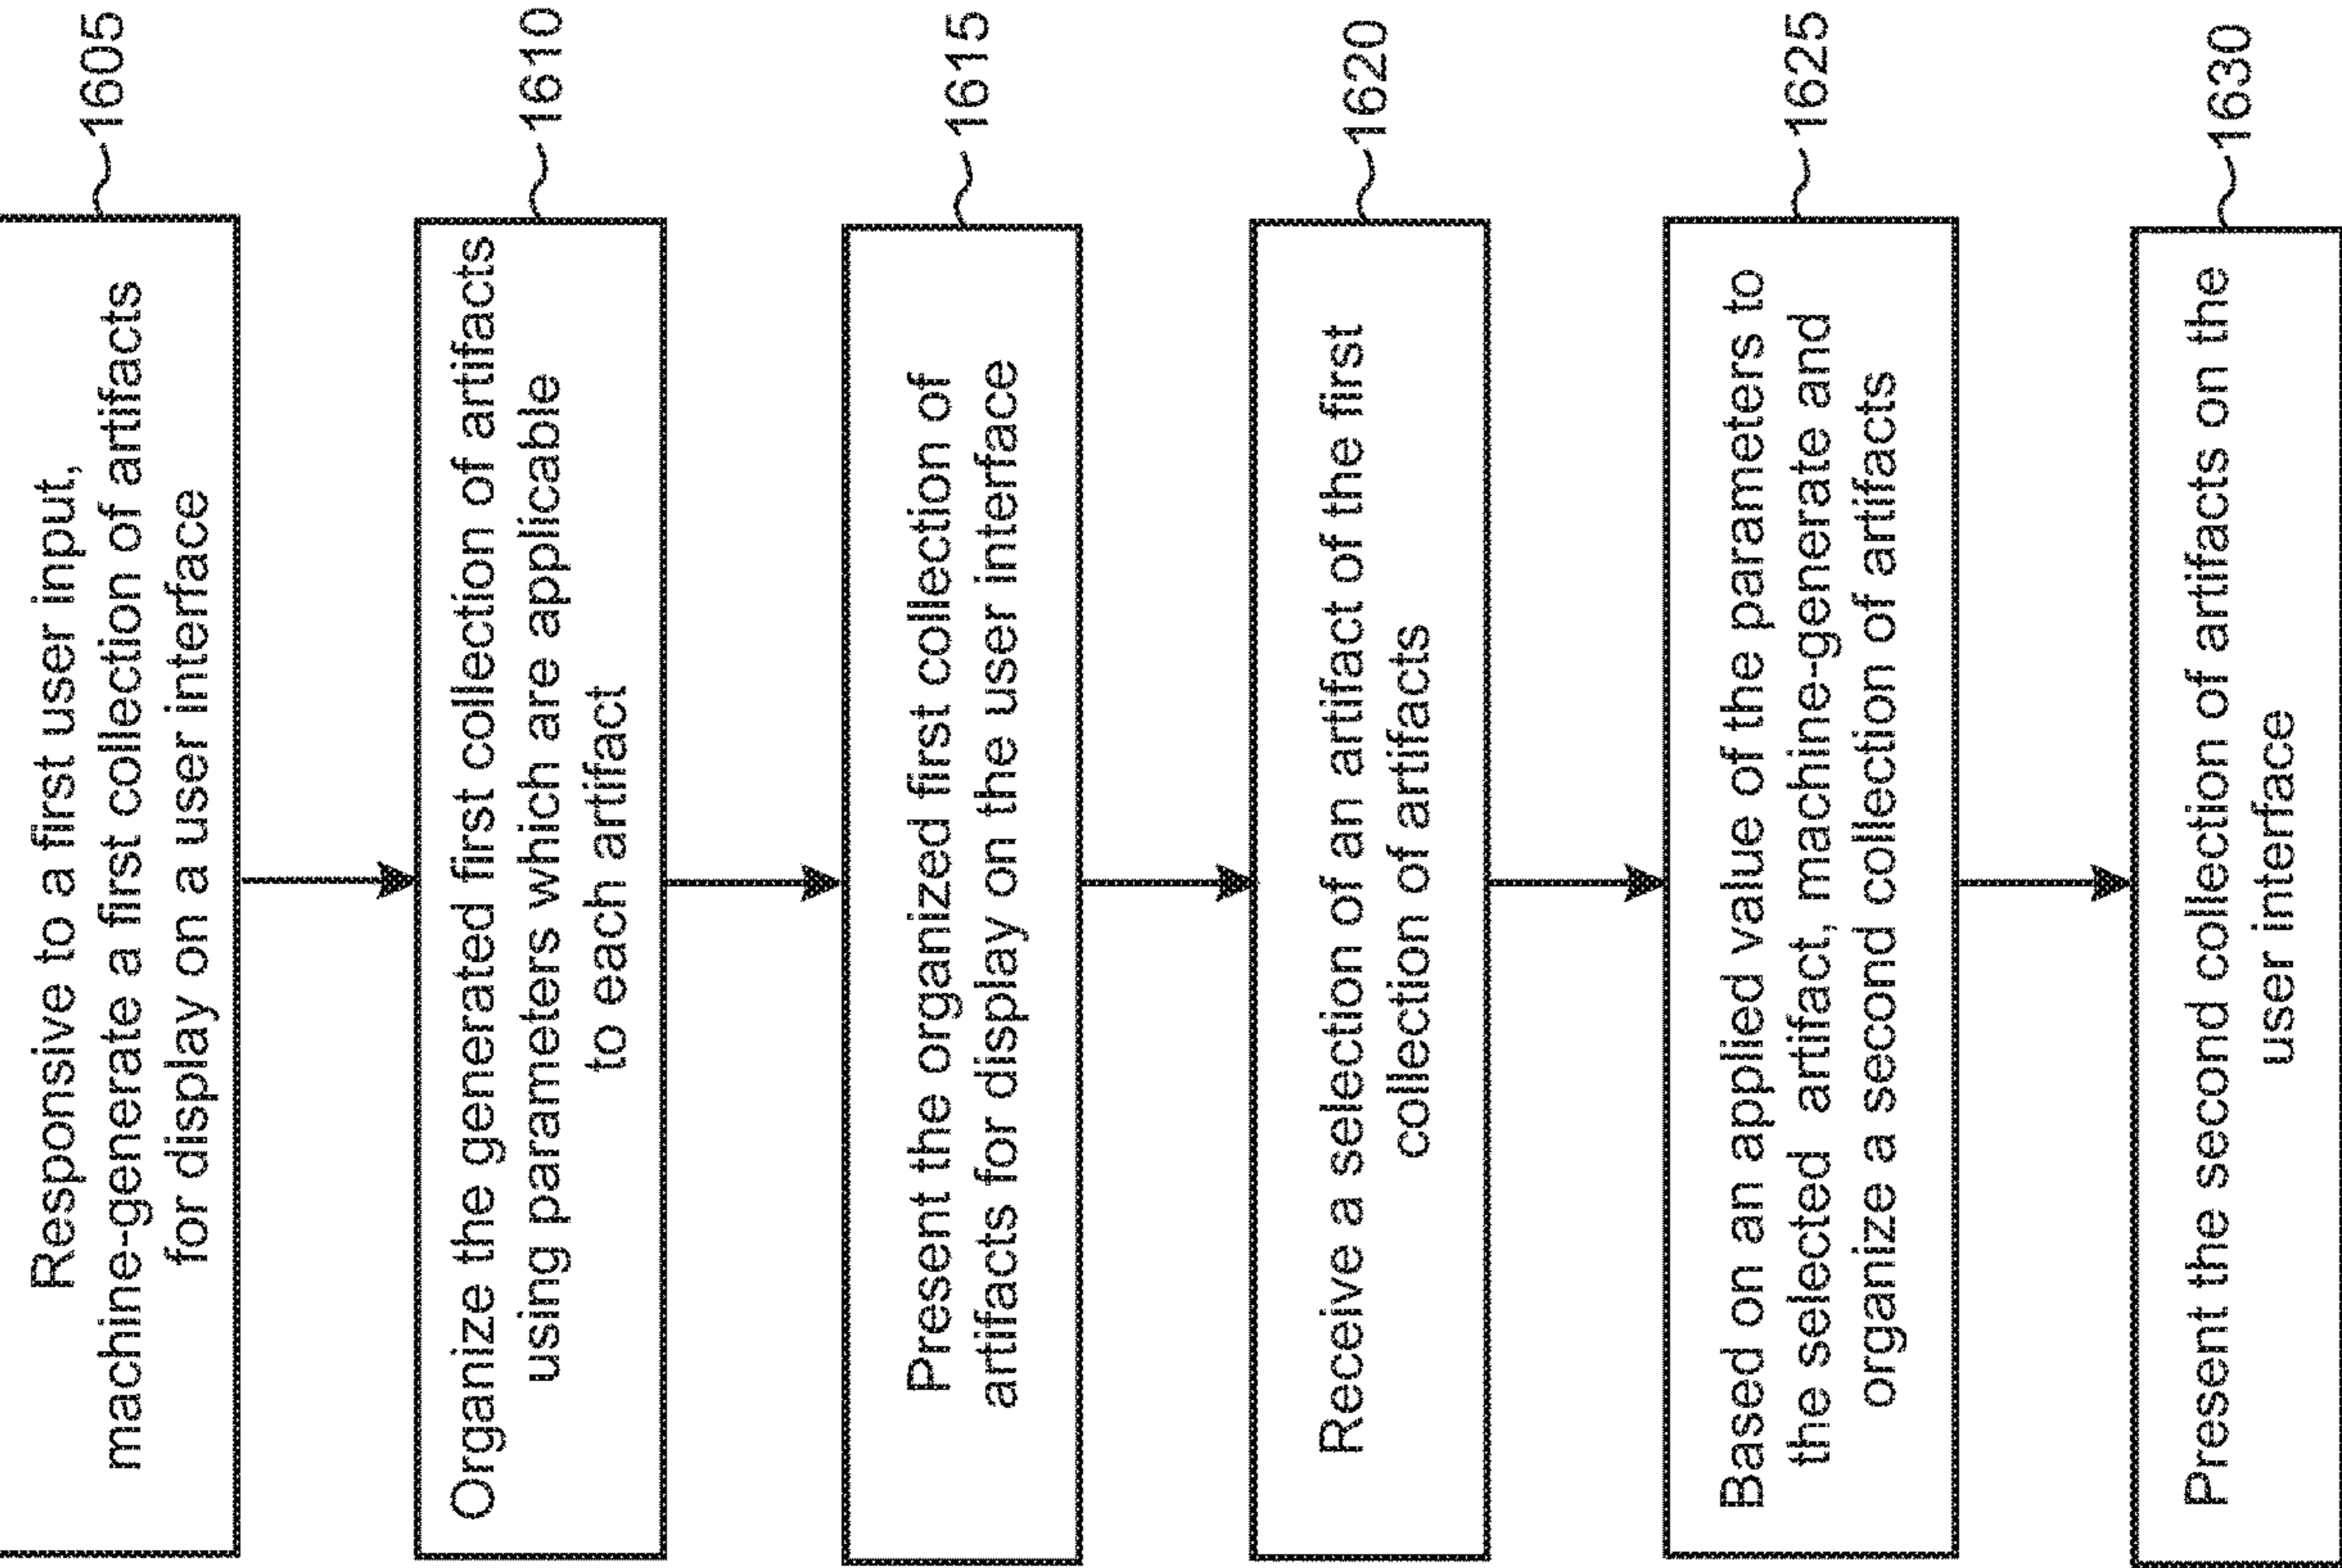 Responsive to a first user input,
machine-generate a first collection of artifacts
for display on a user interface
1605
Organize the generated first collection of artifacts
using parameters which are applicable
to each artifact
1610
Present the organized first collection of
artifacts for display on the user interface
1615
Receive a selection of an artifact of the first
collection of artifacts
1620
Based on an applied value of the parameters to
the selected artifact, machine-generate and
organize a second collection of artifacts
1625
Present the second collection of artifacts on the
user interface
1630